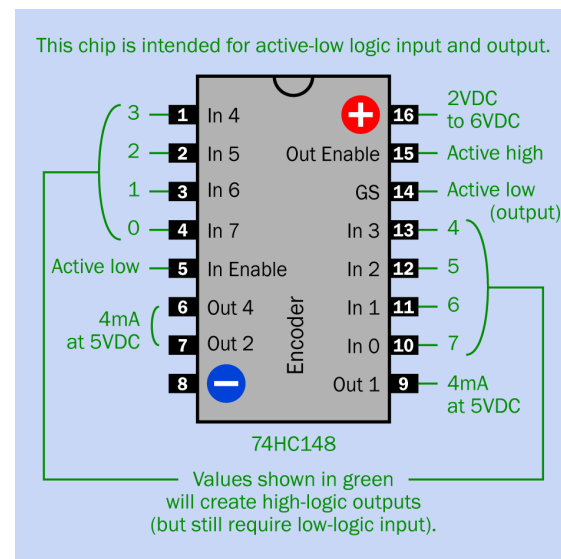 This chip is intended for active-low logic input and output.
3 1 In 4 + 16 2VDC to 6VDC
2 2 In 5 Out Enable 15 Active high
1 3 In 6 GS 14 Active low (output)
0 4 In 7 In 3 13 4
Active low 5 In Enable In 2 12 5
6 Out 4 In 1 11 6
4mA at 5VDC
7 Out 2 In 0 10 7
8 − Out 1 9 4mA at 5VDC
Encoder
74HC148
Values shown in green
will create high-logic outputs
(but still require low-logic input).